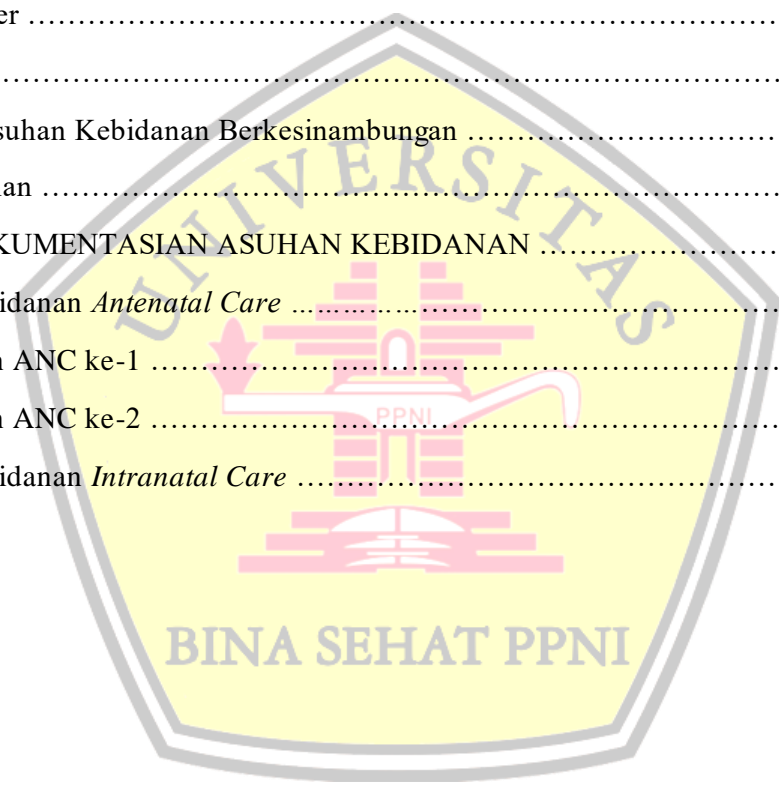 er ……………………………………………………………………
……………………………………………………………………
suhan Kebidanan Berkesinambungan ………………………………
an ……………………………………………………………………
KUMENTASIAN ASUHAN KEBIDANAN ……………………
idanan Antenatal Care ……………………………………………
n ANC ke-1 …………………………………………………………
n ANC ke-2 …………………………………………………………
idanan Intranatal Care ……………………………………………
UNIVERSITAS
PPNI
BINA SEHAT PPNI